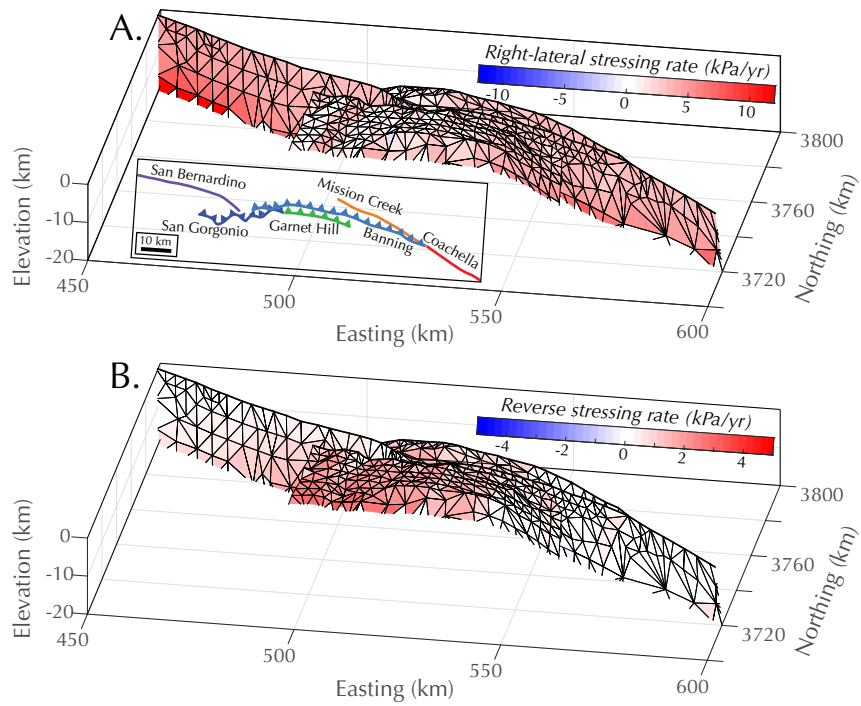 A.
Right-lateral stressing rate (kPa/yr)
-10 -5 0 5 10
3800
3760
3720
Northing (km)
Elevation (km)
0
-10
-20
450
500
550
600
Easting (km)
San Bernardino
Mission Creek
San Gorgonio
Garnet Hill
Banning
Coachella
10 km
B.
Reverse stressing rate (kPa/yr)
-4 -2 0 2 4
3800
3760
3720
Northing (km)
Elevation (km)
0
-10
-20
450
500
550
600
Easting (km)